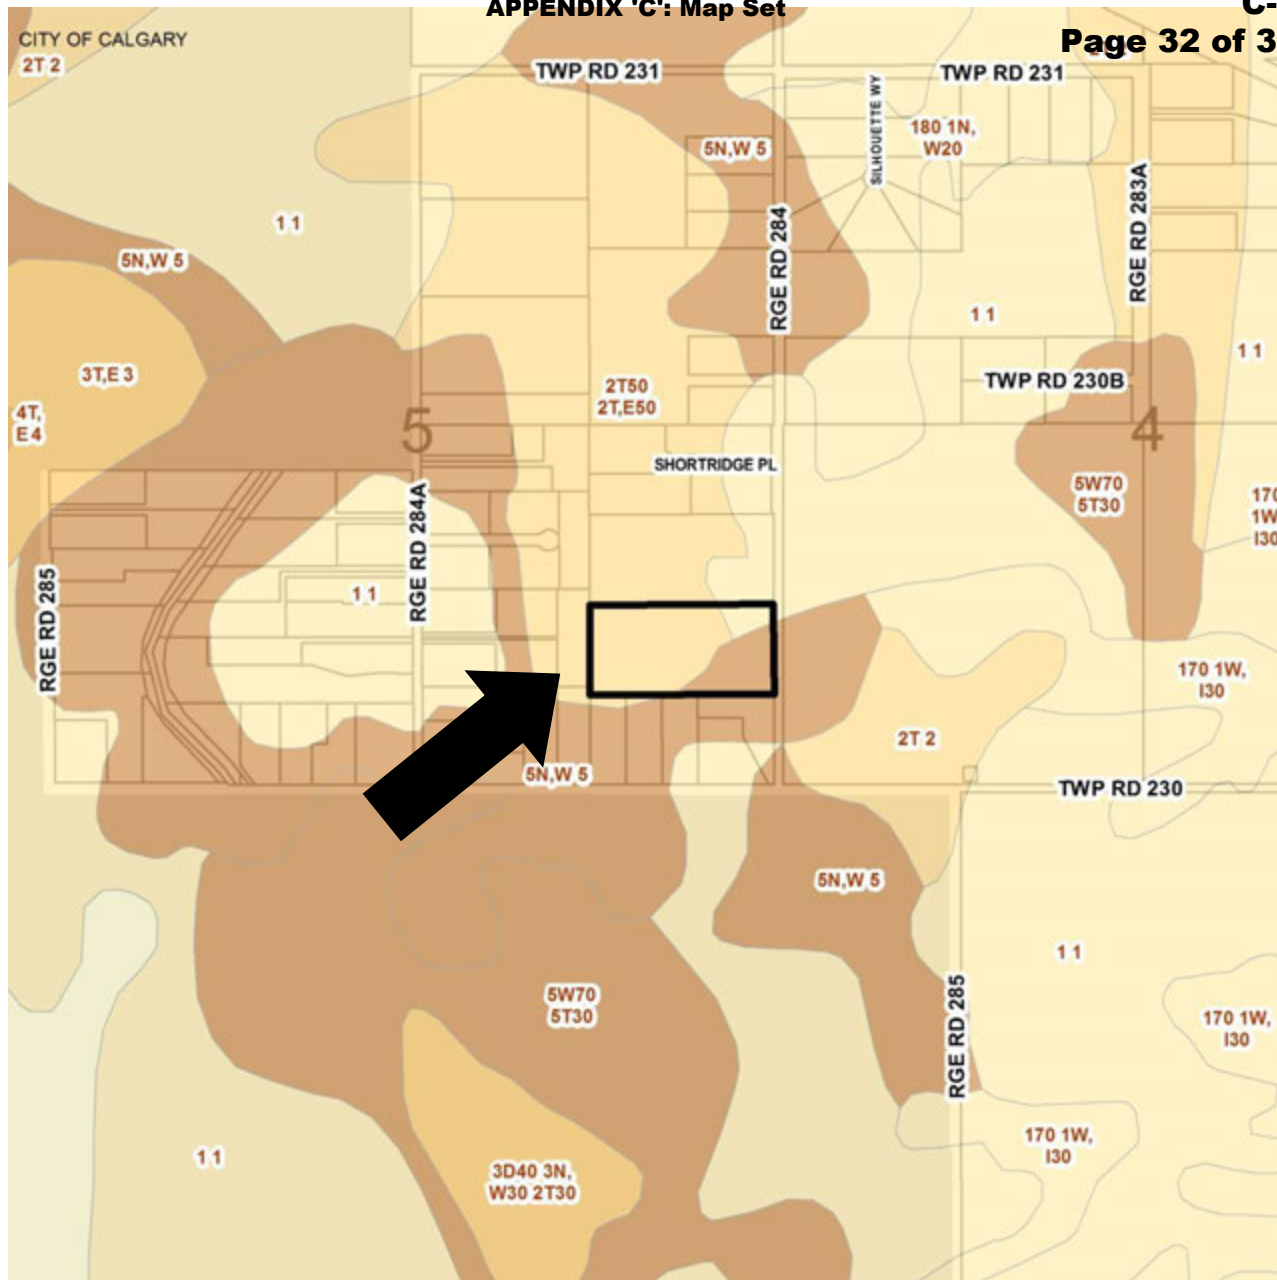 APPENDIX 'C': Map Set
C-
Page 32 of 3
CITY OF CALGARY
2T 2
TWP RD 231
TWP RD 231
SILHOUETTE WY
180 1N,
W20
5N,W 5
RGE RD 283A
1 1
RGE RD 284
5N,W 5
1 1
1 1
3T,E 3
2T50
2T,E50
TWP RD 230B
4T,
E4
5
4
SHORTRIDGE PL
5W70
5T30
170
1W
I30
RGE RD 284A
RGE RD 285
1 1
170 1W,
I30
2T 2
5N,W 5
TWP RD 230
5N,W 5
1 1
5W70
5T30
RGE RD 285
170 1W,
I30
170 1W,
I30
1 1
3D40 3N,
W30 2T30